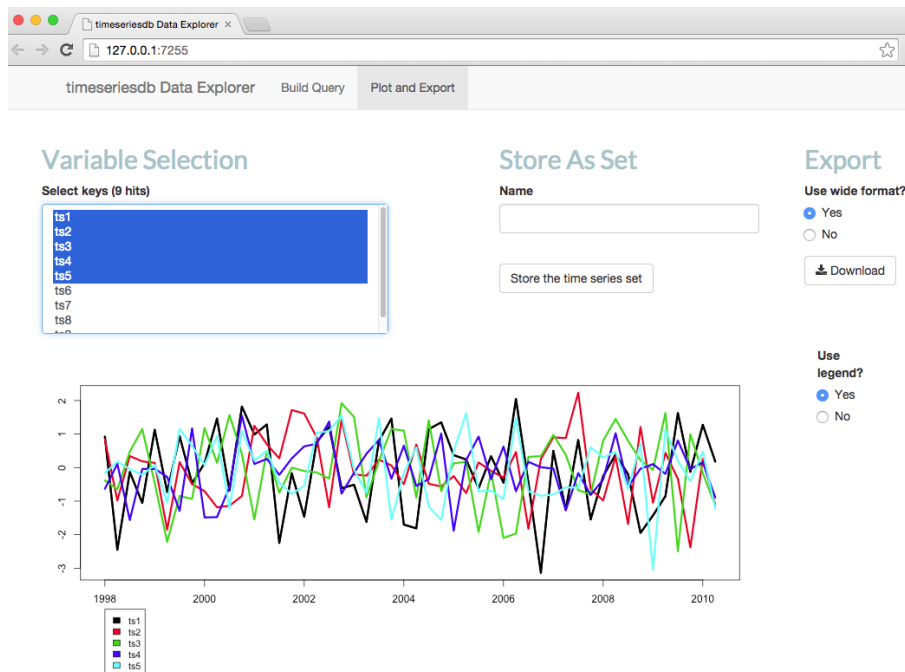 timeseriesdb Data Explorer ×
127.0.0.1:7255
timeseriesdb Data Explorer Build Query Plot and Export
Variable Selection
Select keys (9 hits)
ts1
ts2
ts3
ts4
ts5
ts6
ts7
ts8
Store As Set
Name
Store the time series set
Export
Use wide format?
Yes
No
Download
Use
legend?
Yes
No
2
1
0
-1
-2
-3
1998 2000 2002 2004 2006 2008 2010
ts1
ts2
ts3
ts4
ts5